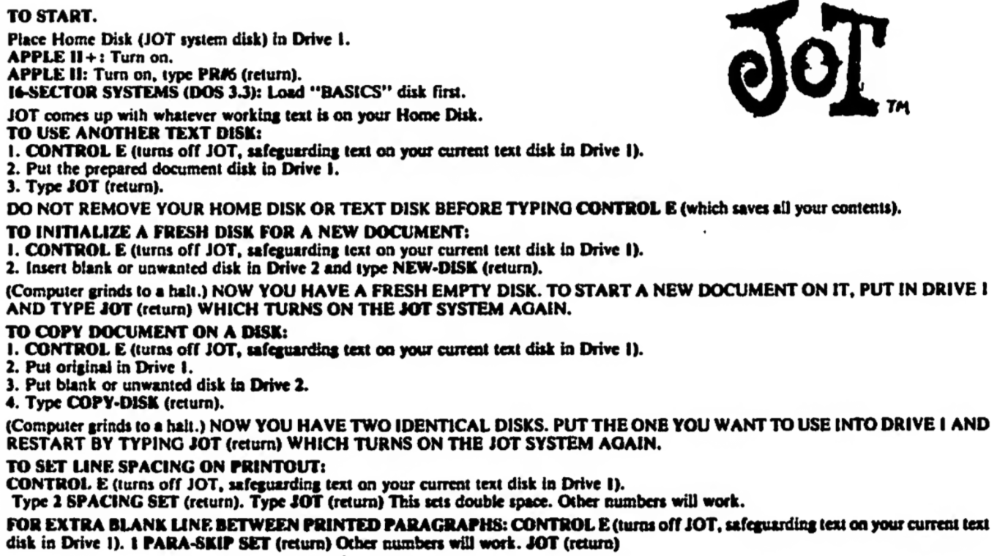 JOT TM
TO START.
Place Home Disk (JOT system disk) in Drive 1.
APPLE II+: Turn on.
APPLE II: Turn on, type PR#6 (return).
16-SECTOR SYSTEMS (DOS 3.3): Load "BASICS" disk first.
JOT comes up with whatever working text is on your Home Disk.
TO USE ANOTHER TEXT DISK:
1. CONTROL E (turns off JOT, safeguarding text on your current text disk in Drive 1).
2. Put the prepared document disk in Drive 1.
3. Type JOT (return).
DO NOT REMOVE YOUR HOME DISK OR TEXT DISK BEFORE TYPING CONTROL E (which saves all your contents).
TO INITIALIZE A FRESH DISK FOR A NEW DOCUMENT:
1. CONTROL E (turns off JOT, safeguarding text on your current text disk in Drive 1).
2. Insert blank or unwanted disk in Drive 2 and type NEW-DISK (return).
(Computer grinds to a halt.) NOW YOU HAVE A FRESH EMPTY DISK. TO START A NEW DOCUMENT ON IT, PUT IN DRIVE 1
AND TYPE JOT (return) WHICH TURNS ON THE JOT SYSTEM AGAIN.
TO COPY DOCUMENT ON A DISK:
1. CONTROL E (turns off JOT, safeguarding text on your current text disk in Drive 1).
2. Put original in Drive 1.
3. Put blank or unwanted disk in Drive 2.
4. Type COPY-DISK (return).
(Computer grinds to a halt.) NOW YOU HAVE TWO IDENTICAL DISKS. PUT THE ONE YOU WANT TO USE INTO DRIVE 1 AND
RESTART BY TYPING JOT (return) WHICH TURNS ON THE JOT SYSTEM AGAIN.
TO SET LINE SPACING ON PRINTOUT:
CONTROL E (turns off JOT, safeguarding text on your current text disk in Drive 1).
Type 2 SPACING SET (return). Type JOT (return) This sets double space. Other numbers will work.
FOR EXTRA BLANK LINE BETWEEN PRINTED PARAGRAPHS: CONTROL E (turns off JOT, safeguarding text on your current text
disk in Drive 1). 1 PARA-SKIP SET (return) Other numbers will work. JOT (return)